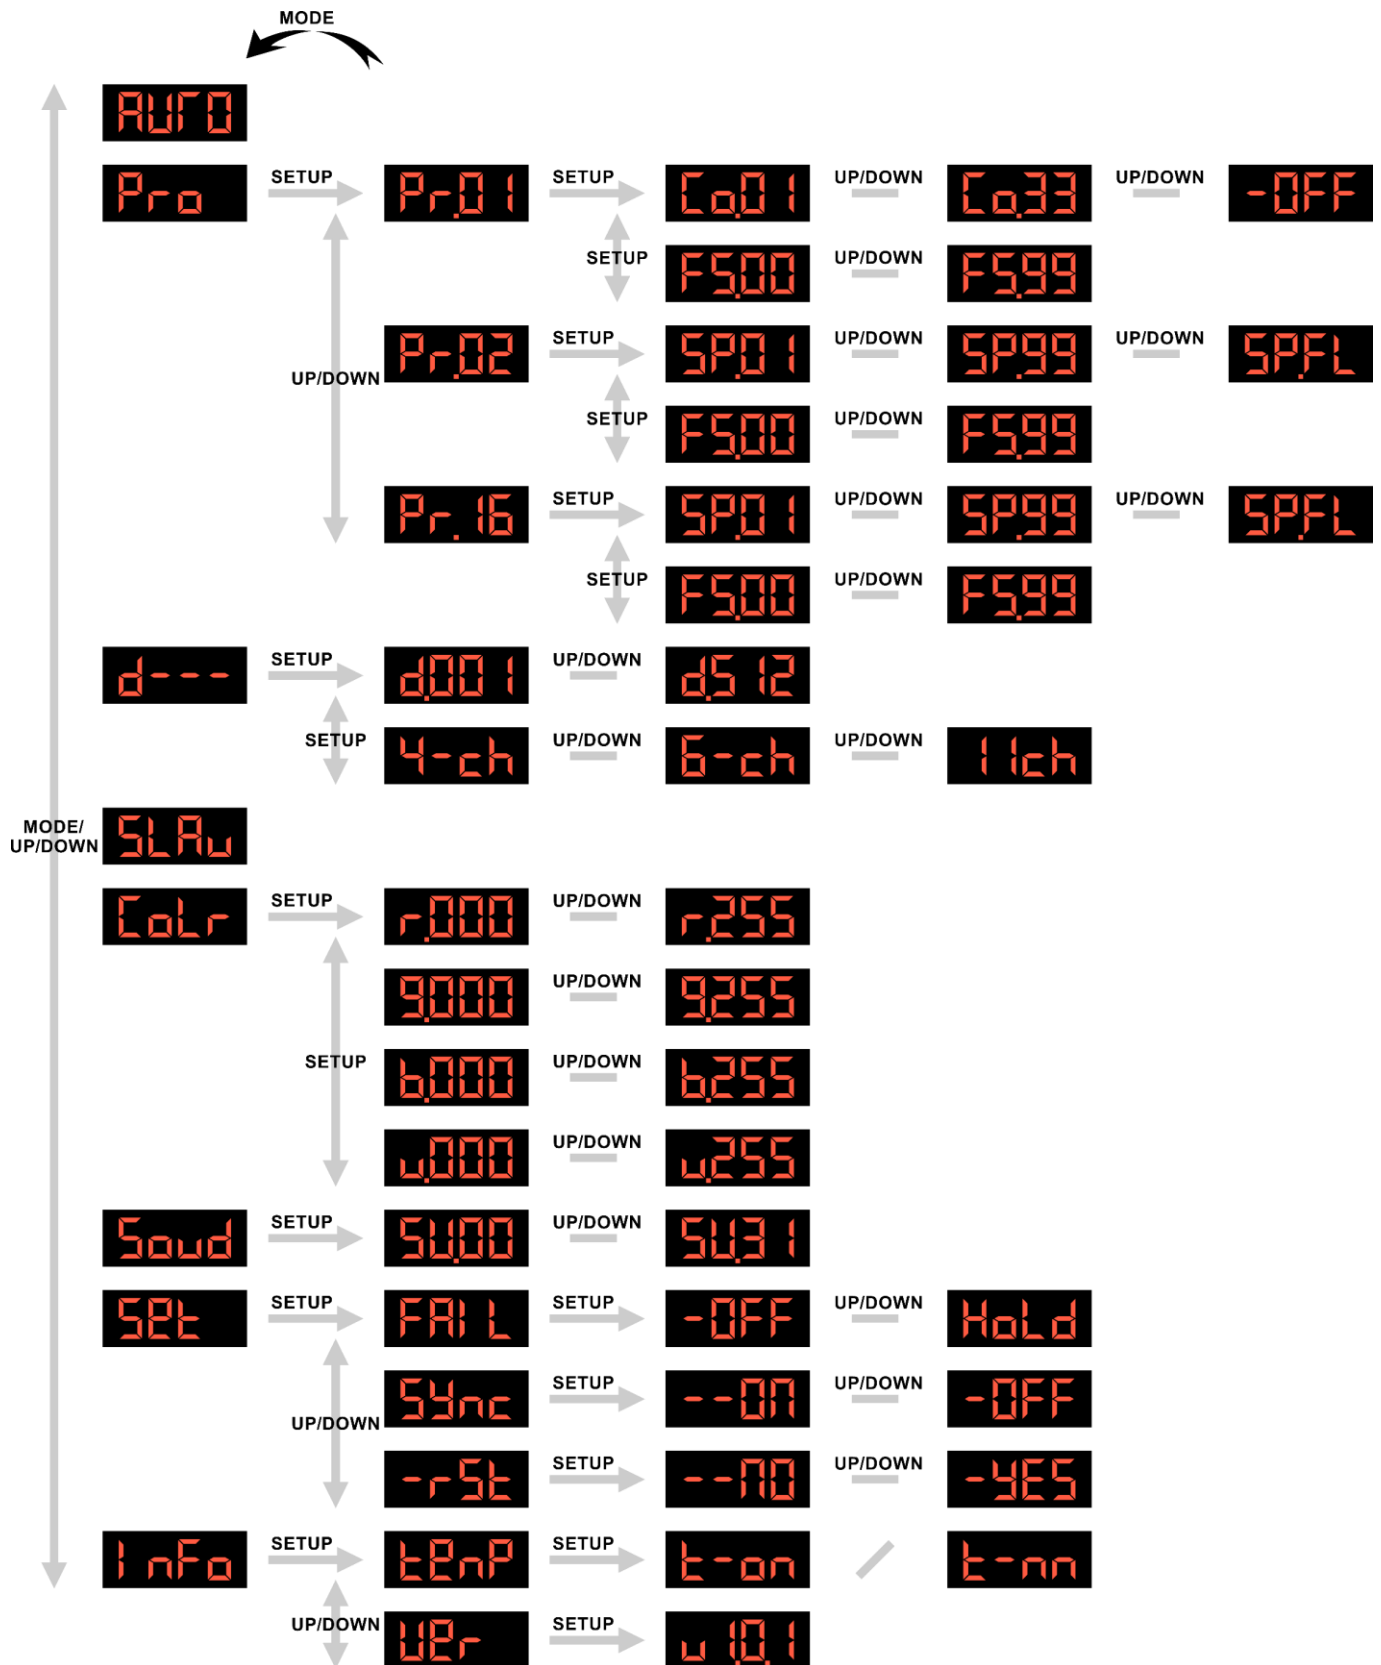 MODE
AUTO
Pro SETUP Pr.01 SETUP Co.01 UP/DOWN Co.33 UP/DOWN -OFF
SETUP FS.00 UP/DOWN FS.99
Pr.02 SETUP SP.01 UP/DOWN SP.99 UP/DOWN SP.FL
UP/DOWN
SETUP FS.00 UP/DOWN FS.99
Pr.16 SETUP SP.01 UP/DOWN SP.99 UP/DOWN SP.FL
SETUP FS.00 UP/DOWN FS.99
d--- SETUP d.001 UP/DOWN d.512
SETUP 4-ch UP/DOWN 6-ch UP/DOWN 11ch
MODE/
UP/DOWN
SLAv
CoLr SETUP r.000 UP/DOWN r.255
g.000 UP/DOWN g.255
SETUP b.000 UP/DOWN b.255
u.000 UP/DOWN u.255
Soud SETUP SU.00 UP/DOWN SU.31
SEt SETUP FAIL SETUP -OFF UP/DOWN HoLd
UP/DOWN SYnc SETUP --ON UP/DOWN -OFF
-rSt SETUP --NO UP/DOWN -YES
InFo SETUP tEnP SETUP t-on t-nn
UP/DOWN VEr SETUP v1.0.1